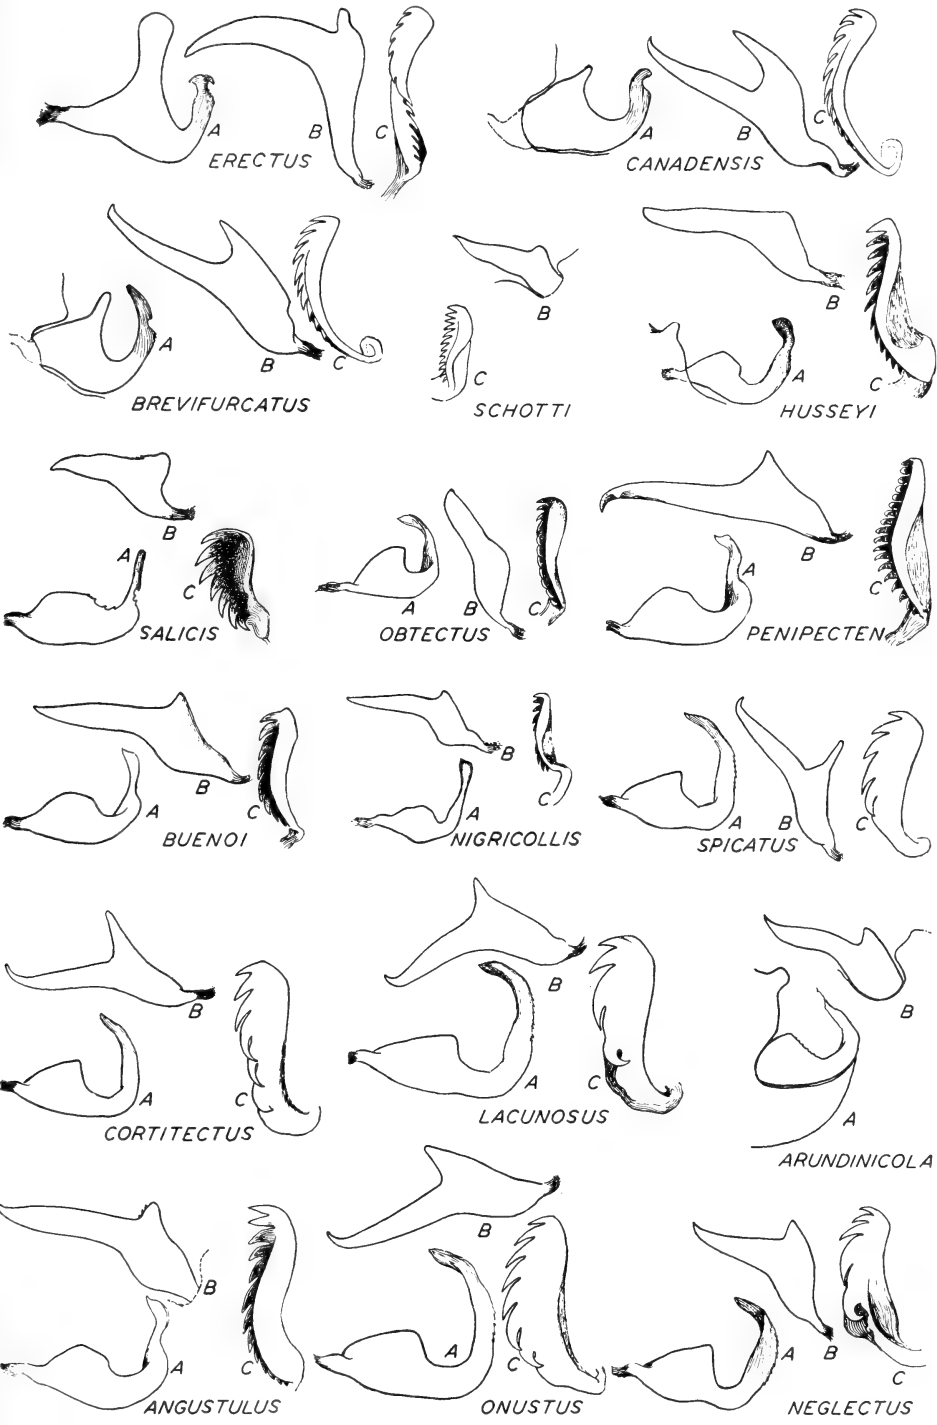 A B C
ERECTUS
A B C
CANADENSIS
A B C
BREVIFURCATUS
B
C
SCHOTTI
B
A C
HUSSEYI
B
A C
SALICIS
A B C
OBTECTUS
B
A C
PENIPECTEN
B
A C
BUENOI
B
A C
NIGRICOLLIS
A B C
SPICATUS
B
A C
CORTITECTUS
B
A C
LACUNOSUS
B
A
ARUNDINICOLA
B
A C
ANGUSTULUS
B
A C
ONUSTUS
A B C
NEGLECTUS